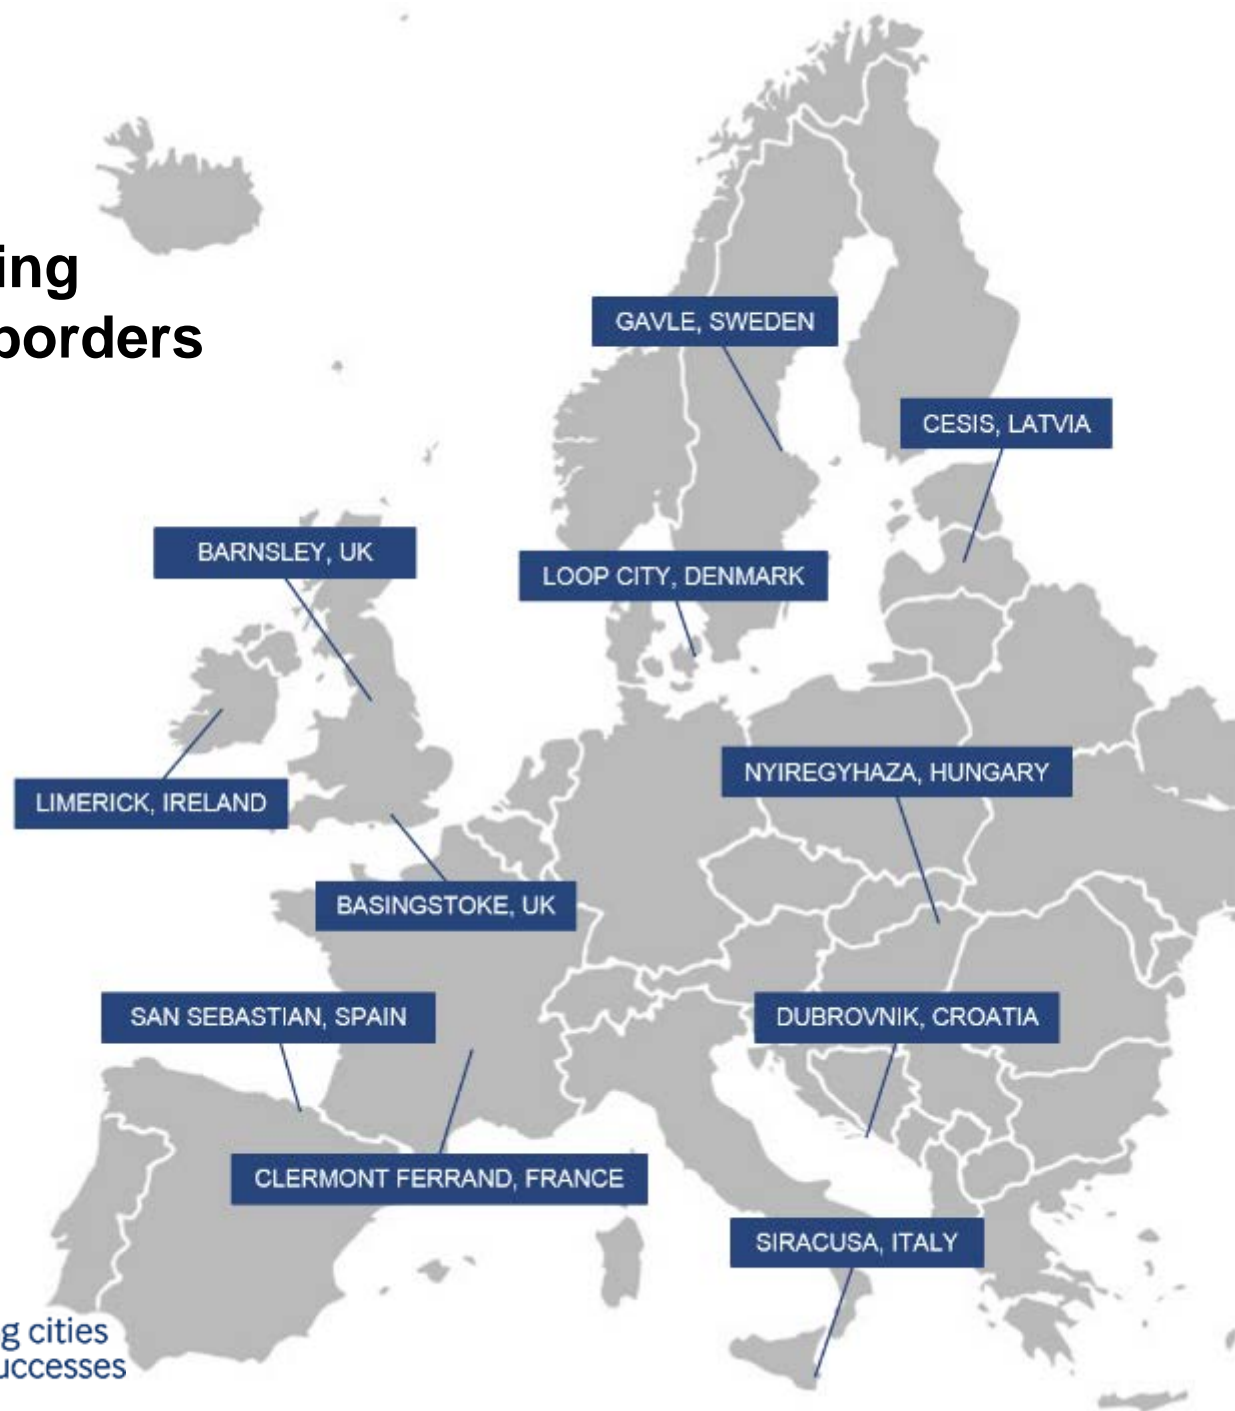 ing
borders
GAVLE, SWEDEN
CESIS, LATVIA
BARNSLEY, UK
LOOP CITY, DENMARK
NYIREGYHAZA, HUNGARY
LIMERICK, IRELAND
BASINGSTOKE, UK
SAN SEBASTIAN, SPAIN
DUBROVNIK, CROATIA
CLERMONT FERRAND, FRANCE
SIRACUSA, ITALY
g cities
uccesses